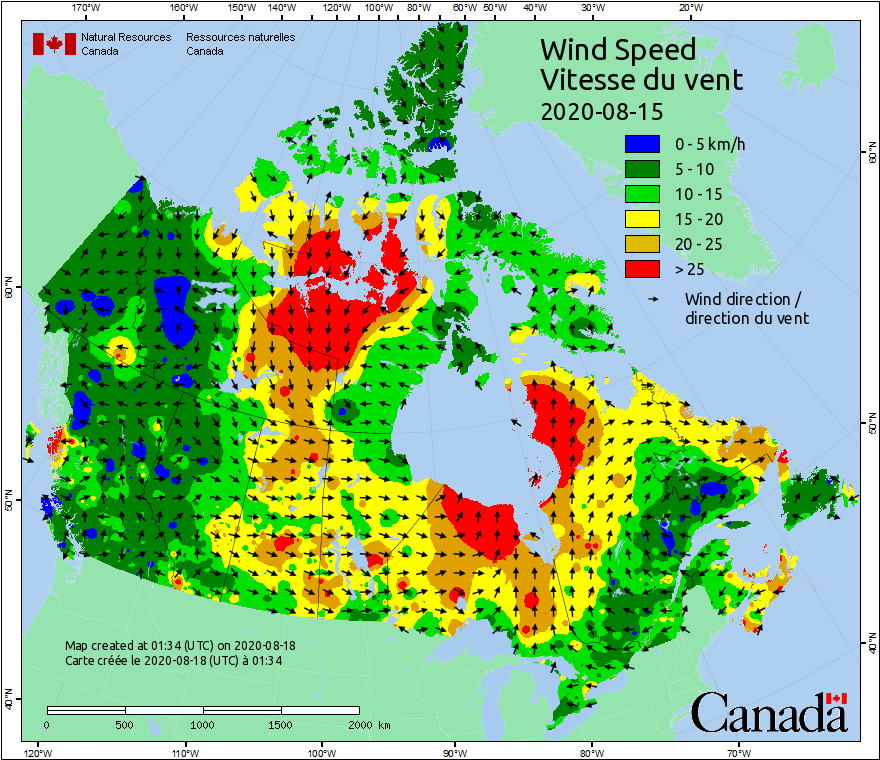 170°W 160°W 150°W 140°W 120°W 100°W 80°W 60°W 50°W 40°W 30°W 20°W
Natural Resources Canada
Ressources naturelles Canada
Wind Speed
Vitesse du vent
2020-08-15
0 - 5 km/h
5 - 10
10 - 15
15 - 20
20 - 25
> 25
Wind direction /
direction du vent
60°N
50°N
40°N
60°N
50°N
40°N
Map created at 01:34 (UTC) on 2020-08-18
Carte créée le 2020-08-18 (UTC) à 01:34
0 500 1000 1500 2000 km
Canada
120°W 110°W 100°W 90°W 80°W 70°W